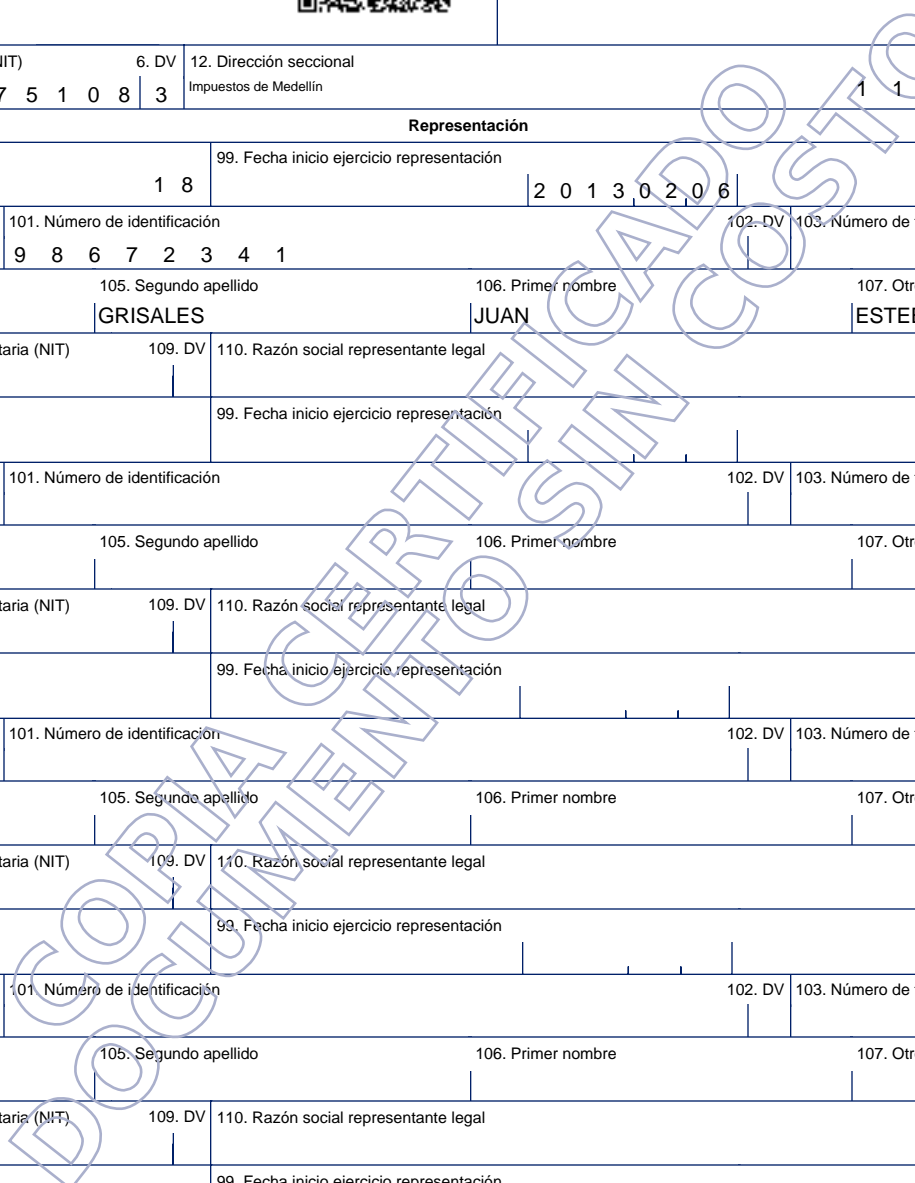 NIT) 6. DV 12. Dirección seccional
7 5 1 0 8 3 Impuestos de Medellín 1 1
Representación
99. Fecha inicio ejercicio representación
1 8 2 0 1 3 0 2 0 6
101. Número de identificación 102. DV 103. Número de
9 8 6 7 2 3 4 1
105. Segundo apellido 106. Primer nombre 107. Otr
GRISALES JUAN ESTE
taria (NIT) 109. DV 110. Razón social representante legal
99. Fecha inicio ejercicio representación
101. Número de identificación 102. DV 103. Número de
105. Segundo apellido 106. Primer nombre 107. Otr
taria (NIT) 109. DV 110. Razón social representante legal
99. Fecha inicio ejercicio representación
101. Número de identificación 102. DV 103. Número de
105. Segundo apellido 106. Primer nombre 107. Otr
taria (NIT) 109. DV 110. Razón social representante legal
99. Fecha inicio ejercicio representación
101. Número de identificación 102. DV 103. Número de
105. Segundo apellido 106. Primer nombre 107. Otr
taria (NIT) 109. DV 110. Razón social representante legal
99. Fecha inicio ejercicio representación
COPIA CERTIFICADO
DOCUMENTO SIN COSTO